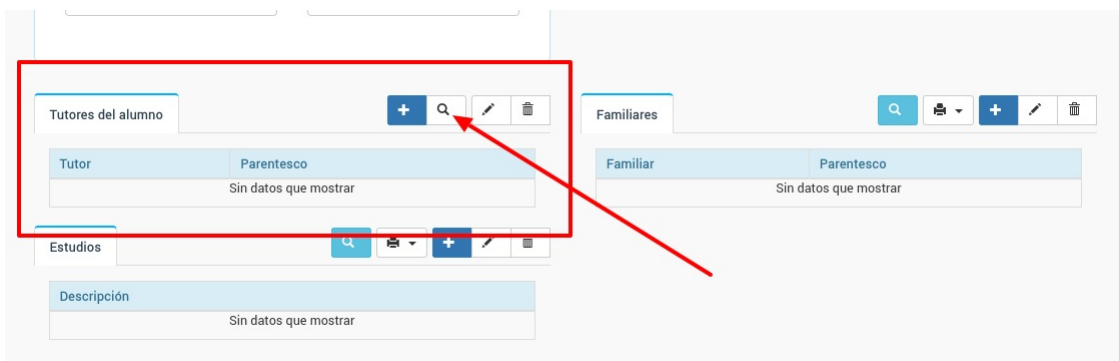 Tutores del alumno
Tutor Parentesco
Sin datos que mostrar
Familiares
Familiar Parentesco
Sin datos que mostrar
Estudios
Descripción
Sin datos que mostrar